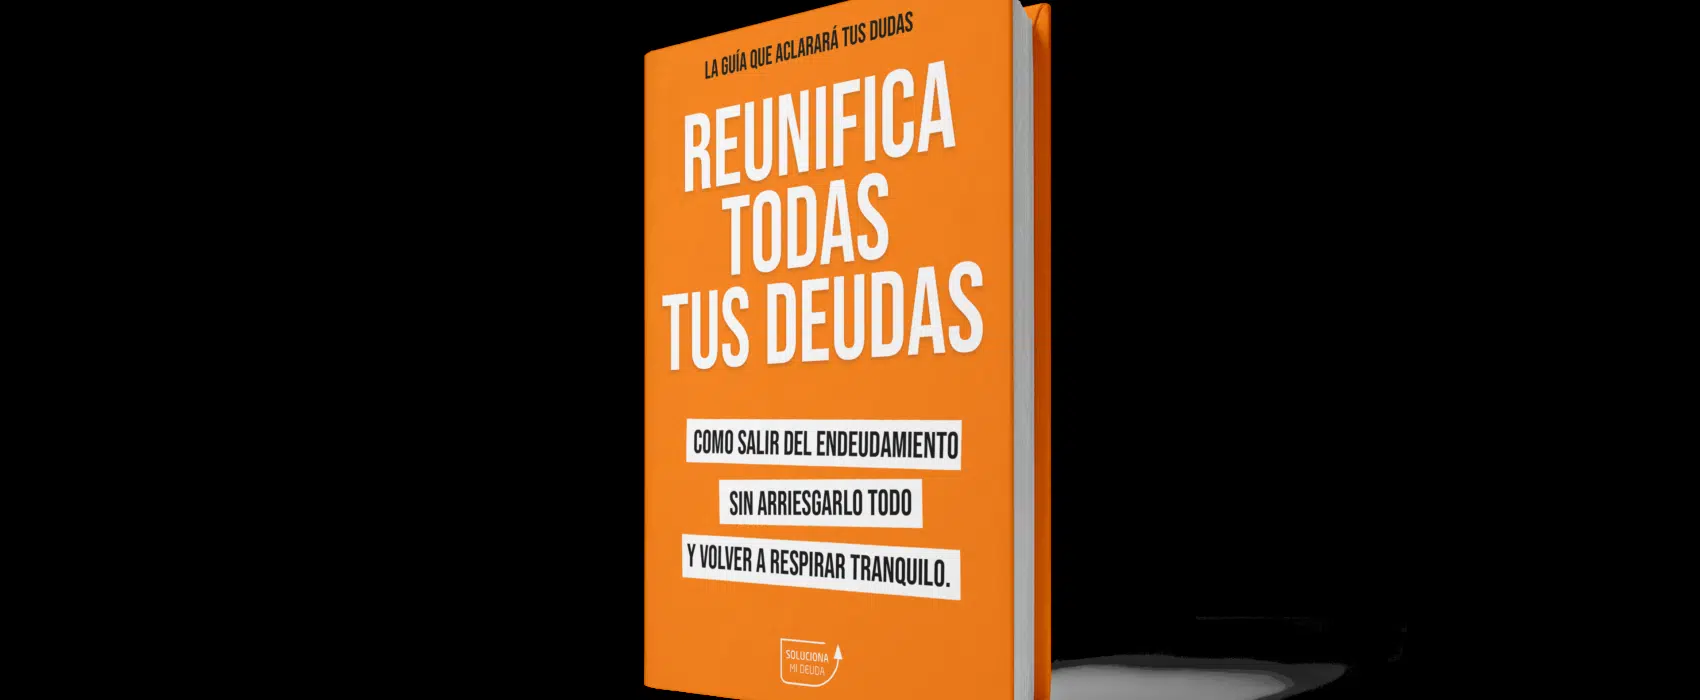 LA GUÍA QUE ACLARARÁ TUS DUDAS
REUNIFICA
TODAS
TUS DEUDAS
COMO SALIR DEL ENDEUDAMIENTO
SIN ARRIESGARLO TODO
Y VOLVER A RESPIRAR TRANQUILO.
SOLUCIONA
MI DEUDA